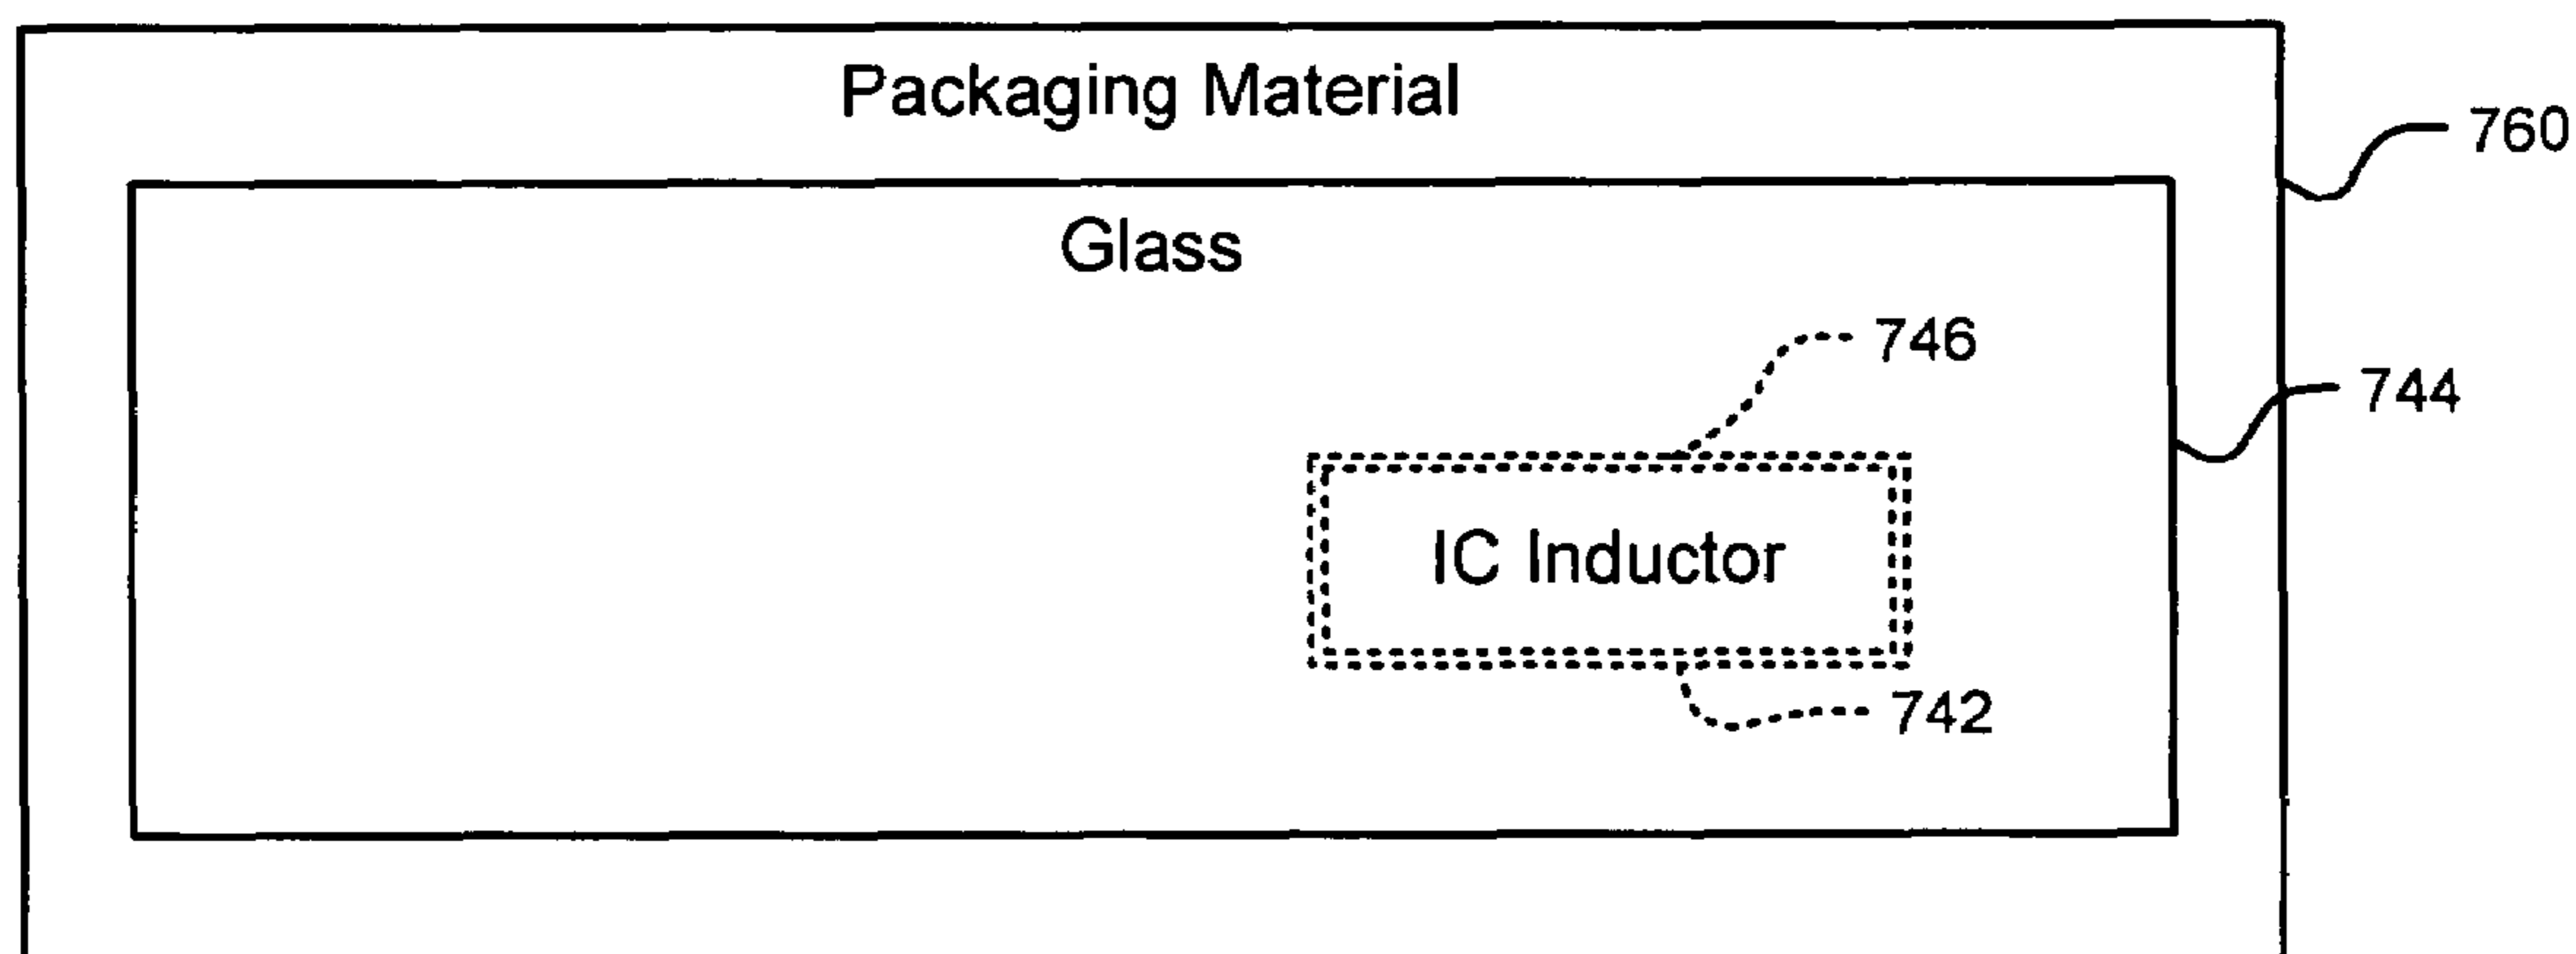 Packaging Material
760
Glass
746
744
IC Inductor
742